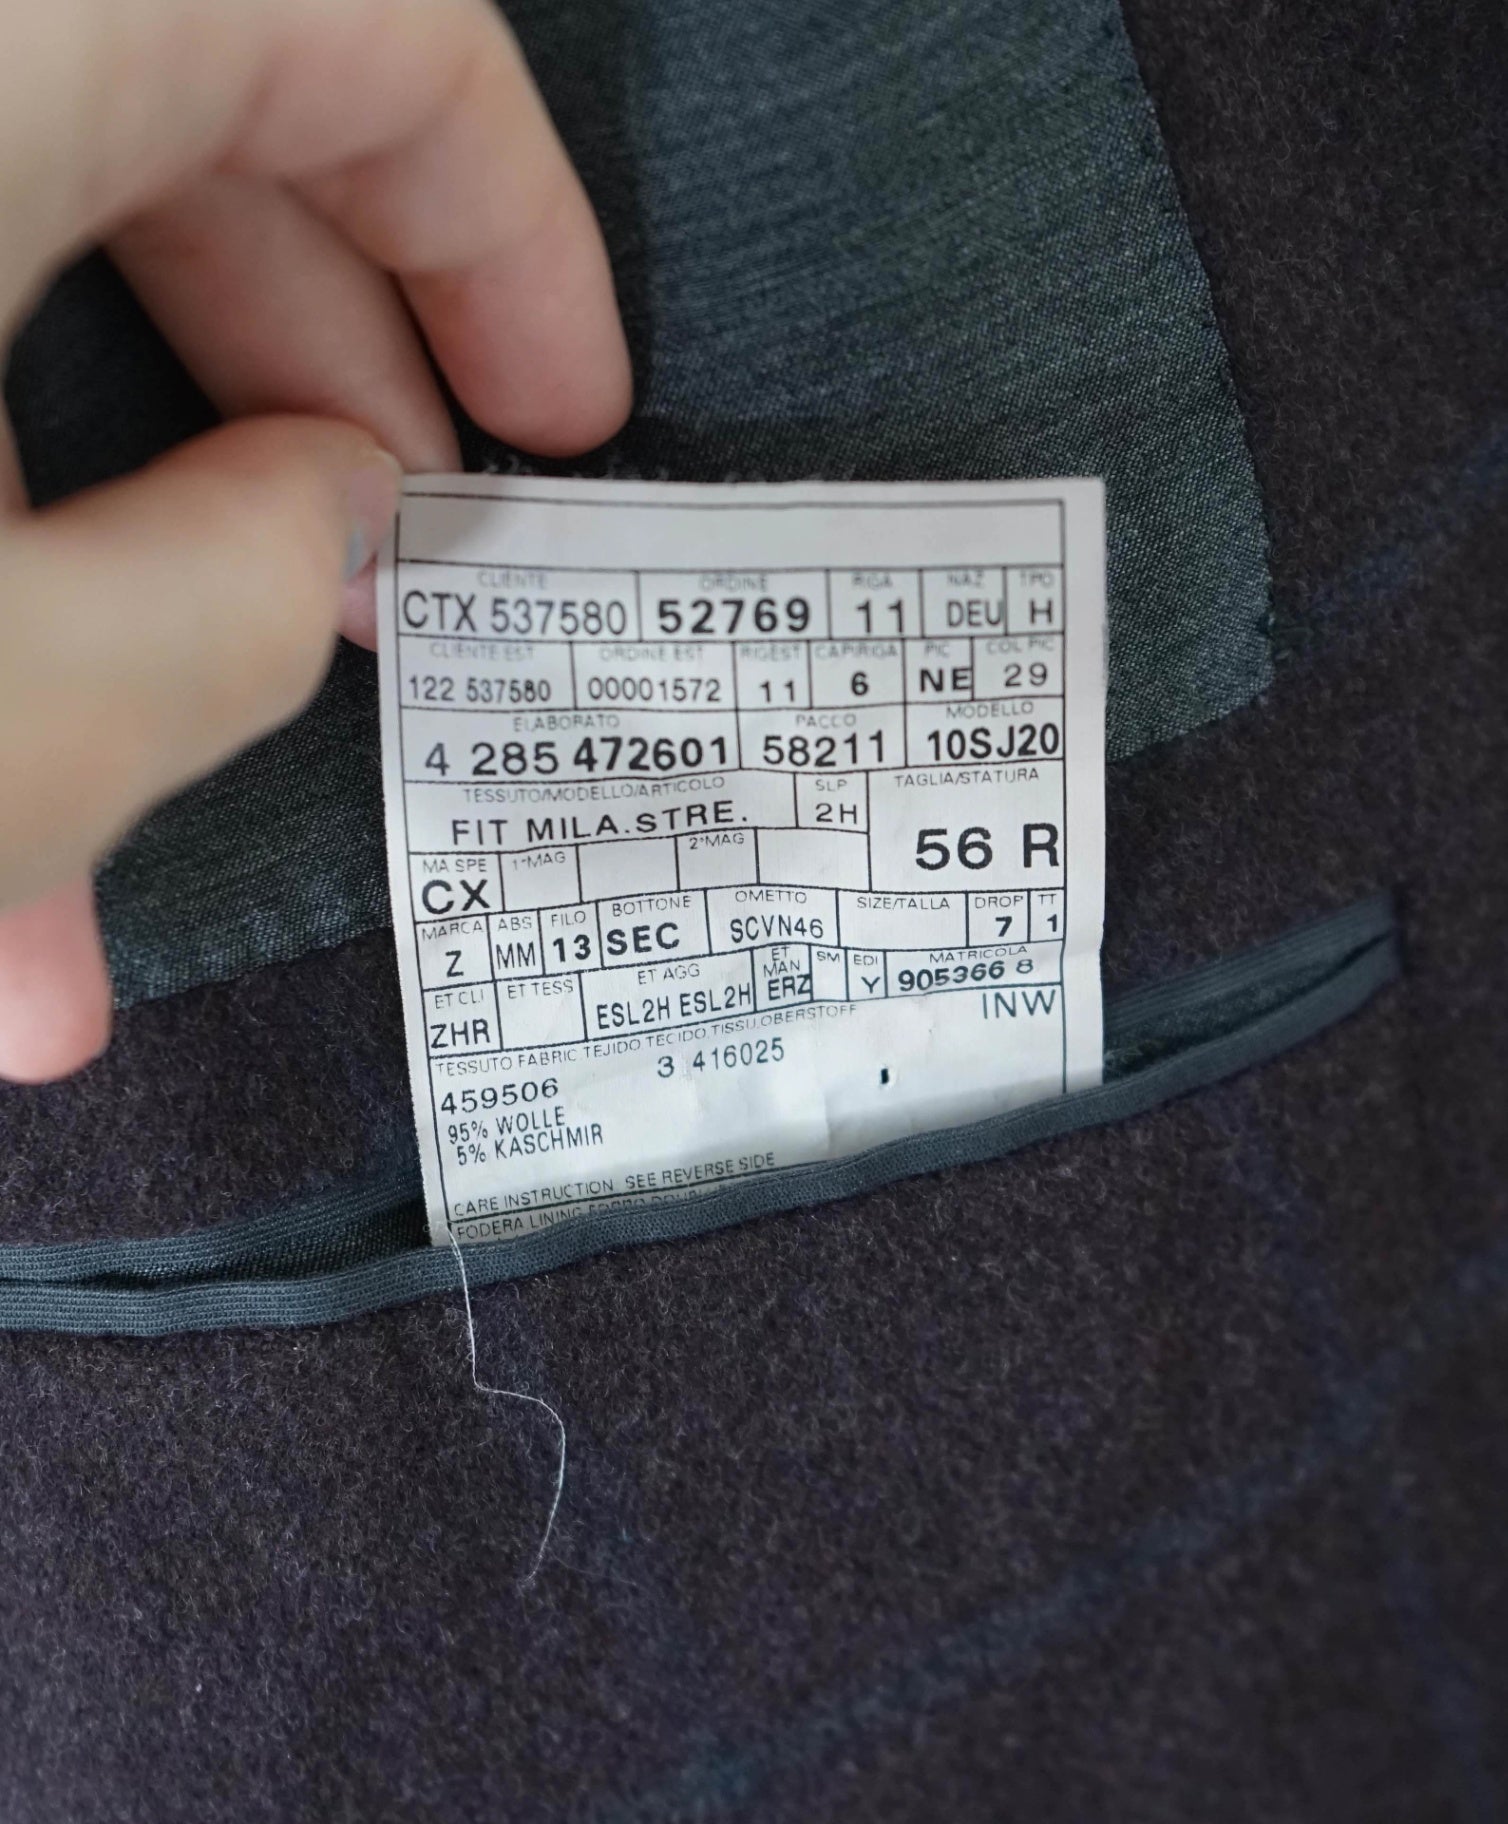 CLIENTE ORDINE RIGA NAZ TIPO
CTX 537580 52769 11 DEU H
CLIENTE EST ORDINE EST RIGEST CAP/RIGA PIC COL PIC
122 537580 00001572 11 6 NE 29
ELABORATO PACCO MODELLO
4 285 472601 58211 10SJ20
TESSUTO/MODELLO/ARTICOLO SLP TAGLIA/STATURA
FIT MILA.STRE. 2H 56 R
MA SPE 1°MAG 2°MAG
CX
MARCA ABS FILO BOTTONE OMETTO SIZE/TALLA DROP TT
Z MM 13 SEC SCVN46 7 1
ET CLI ET TESS ET AGG ET MAN SM EDI MATRICOLA
ZHR ESL2H ESL2H ERZ Y 905366 8
TESSUTO.FABRIC TEJIDO TECIDO.TISSU.OBERSTOFF INW
459506 3 416025
95% WOLLE
5% KASCHMIR
CARE INSTRUCTION SEE REVERSE SIDE
FODERA LINING FORRO